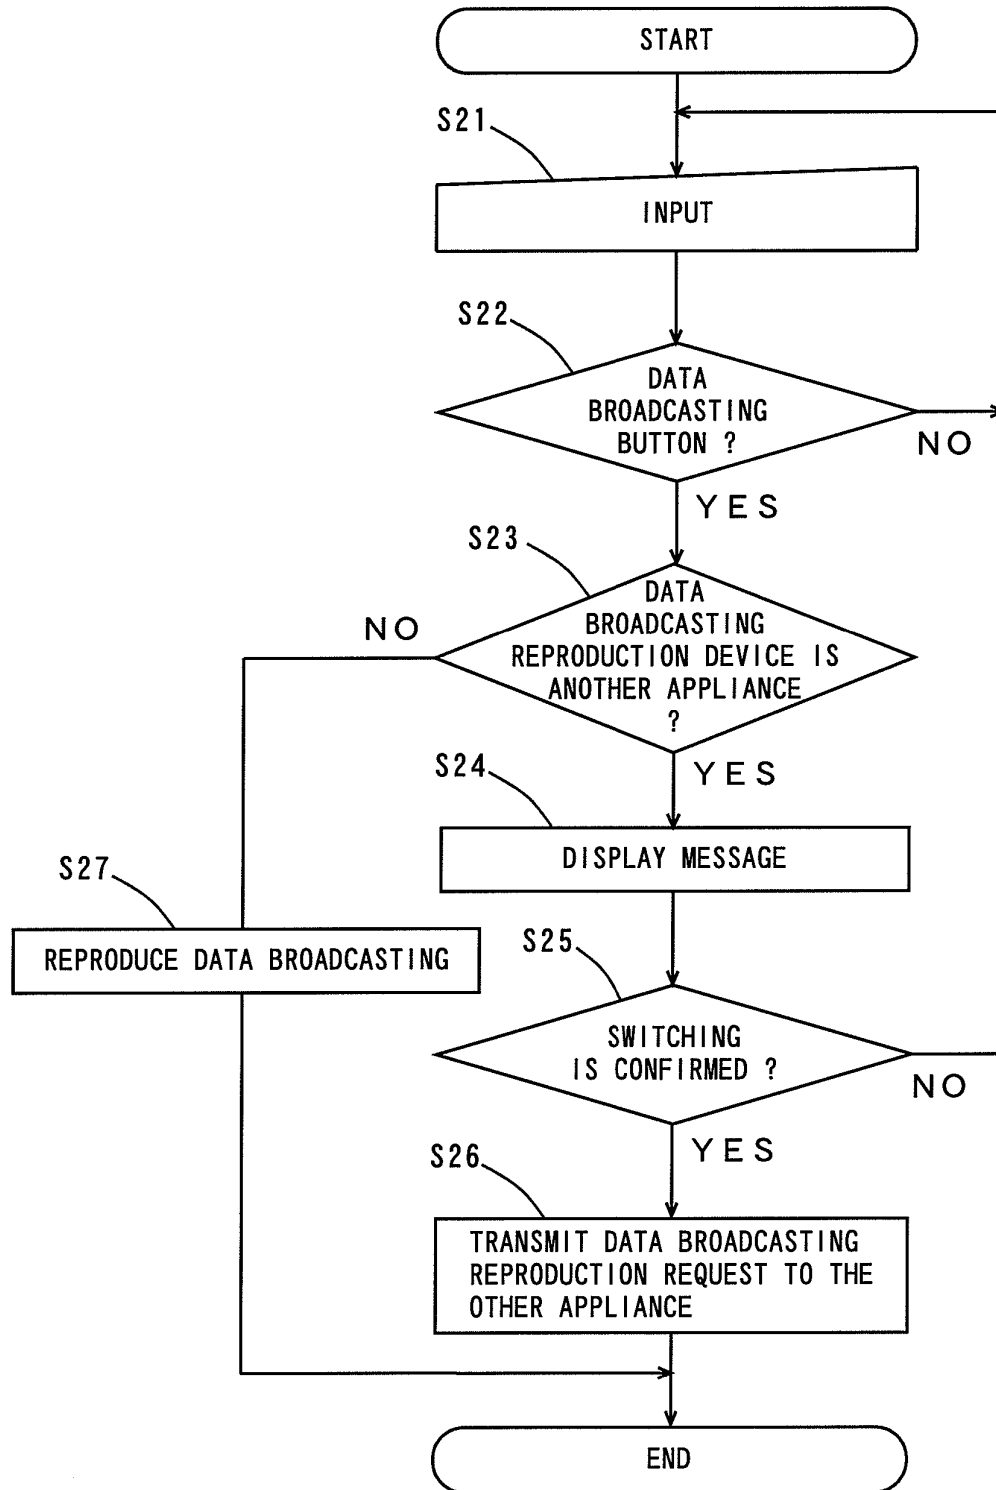 START
S21
INPUT
S22
DATA
BROADCASTING
BUTTON ?
NO
YES
S23
DATA
BROADCASTING
REPRODUCTION DEVICE IS
ANOTHER APPLIANCE
?
NO
YES
S24
DISPLAY MESSAGE
S27
REPRODUCE DATA BROADCASTING
S25
SWITCHING
IS CONFIRMED ?
NO
YES
S26
TRANSMIT DATA BROADCASTING
REPRODUCTION REQUEST TO THE
OTHER APPLIANCE
END